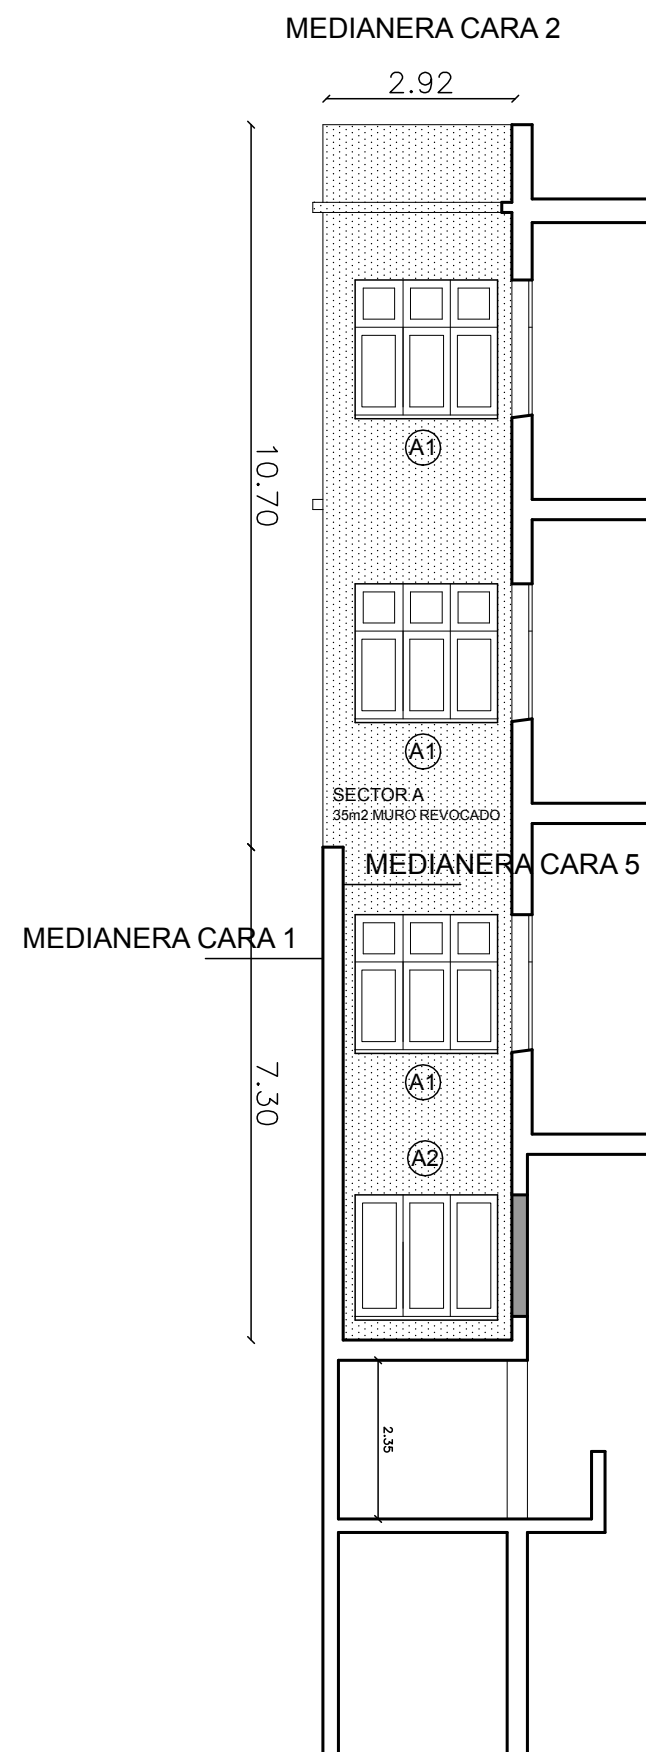 MEDIANERA CARA 2
2.92
10.70
A1
A1
SECTOR A
35m2 MURO REVOCADO
MEDIANERA CARA 5
MEDIANERA CARA 1
7.30
A1
A2
2.35